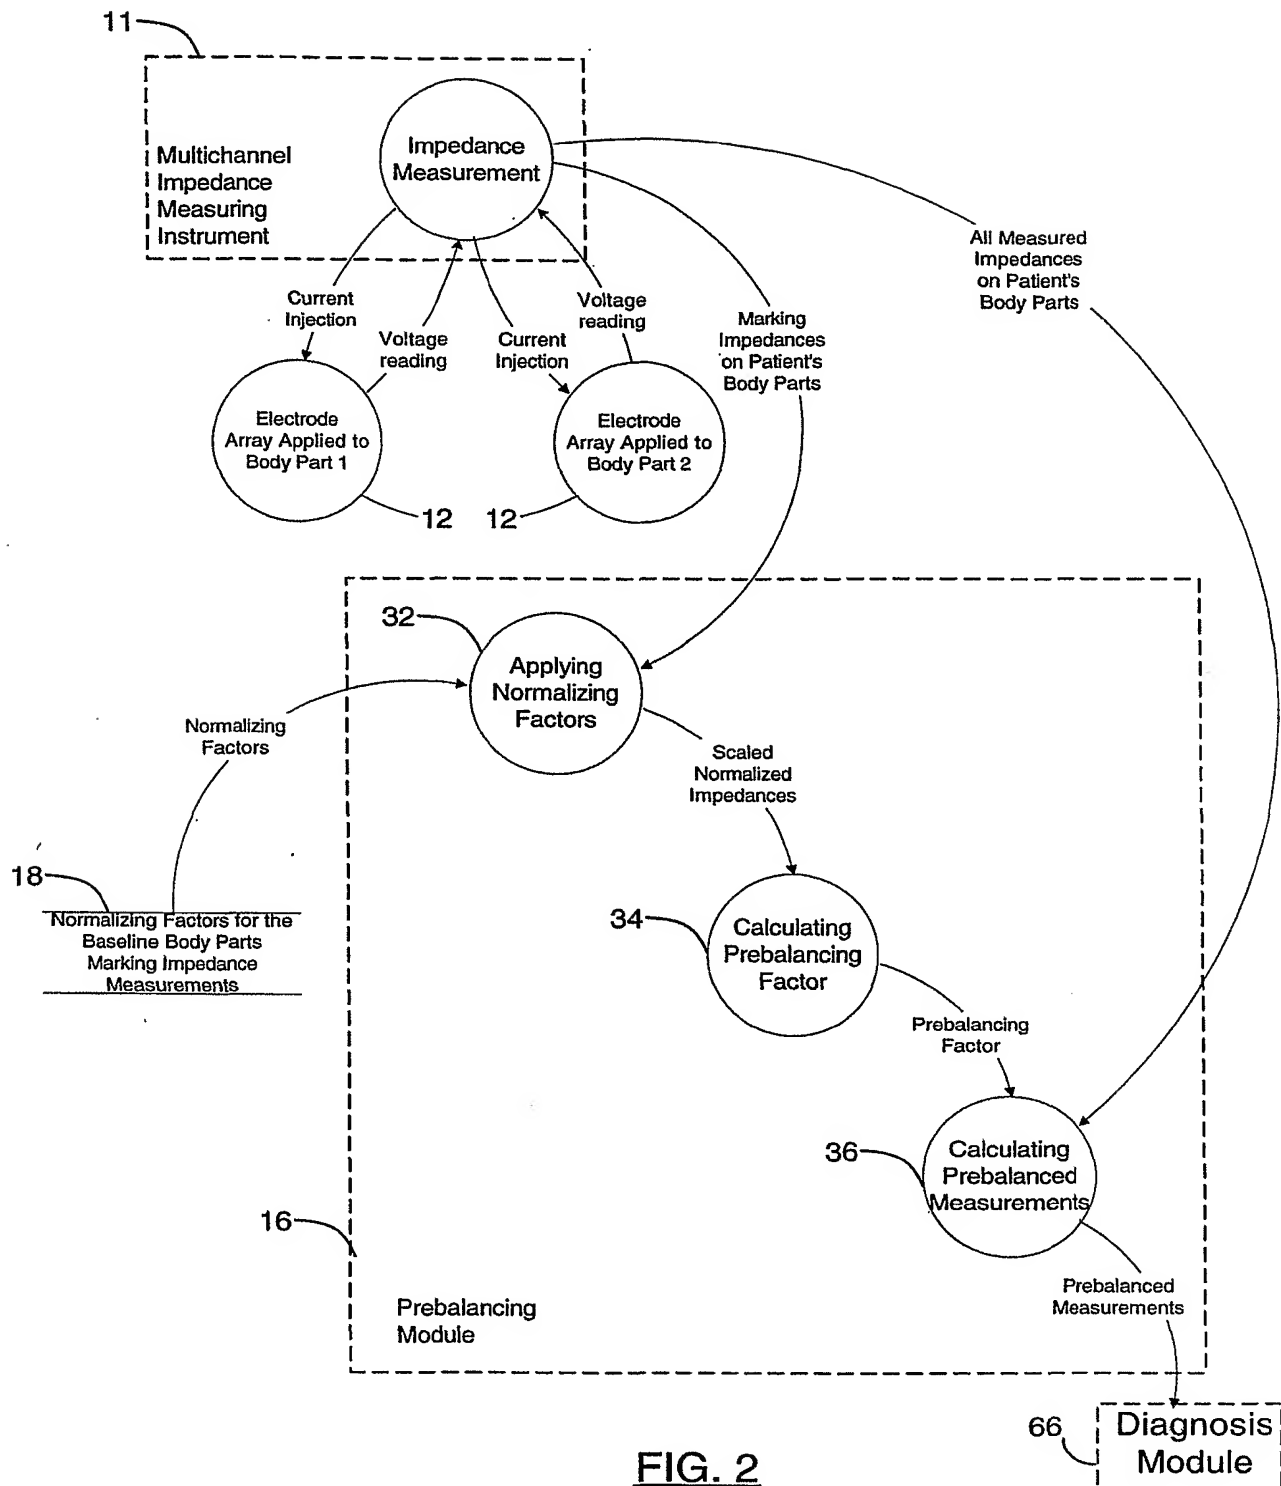 11
Multichannel
Impedance
Measuring
Instrument
Impedance
Measurement
Current
Injection
Voltage
reading
Current
Injection
Voltage
reading
Marking
Impedances
on Patient's
Body Parts
All Measured
Impedances
on Patient's
Body Parts
Electrode
Array Applied to
Body Part 1
Electrode
Array Applied to
Body Part 2
12
12
32
Applying
Normalizing
Factors
Normalizing
Factors
Scaled
Normalized
Impedances
18
Normalizing Factors for the
Baseline Body Parts
Marking Impedance
Measurements
34
Calculating
Prebalancing
Factor
Prebalancing
Factor
36
Calculating
Prebalanced
Measurements
16
Prebalancing
Module
Prebalanced
Measurements
66
Diagnosis
Module
FIG. 2